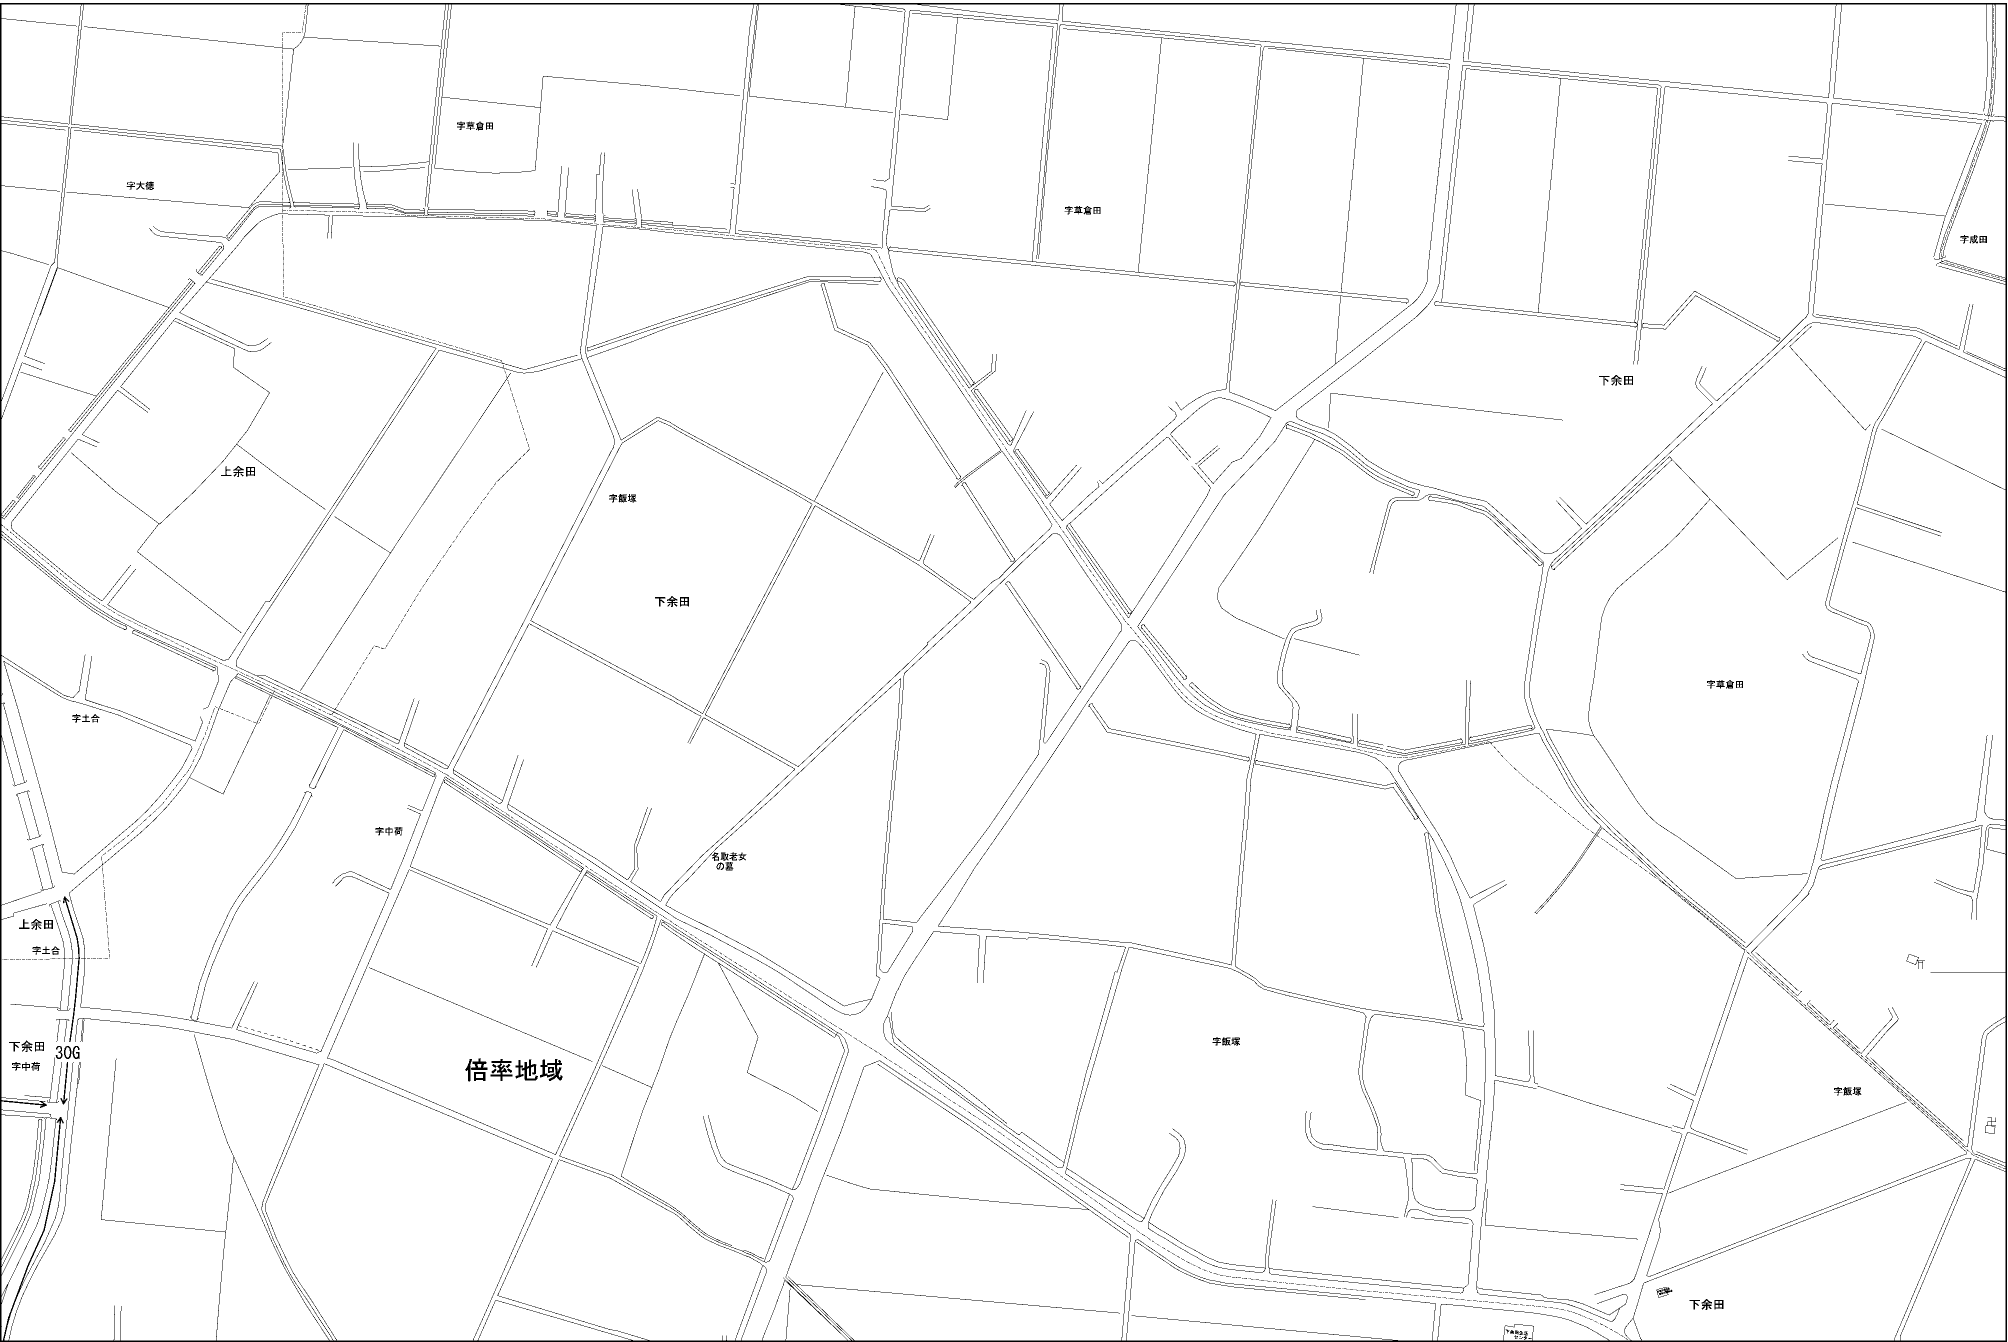 字草倉田
字大徳
字草倉田
字成田
下余田
上余田
字飯塚
下余田
字草倉田
字土合
字中荷
名取老女
の墓
上余田
字土合
下余田
30G
字中荷
倍率地域
字飯塚
字飯塚
下余田